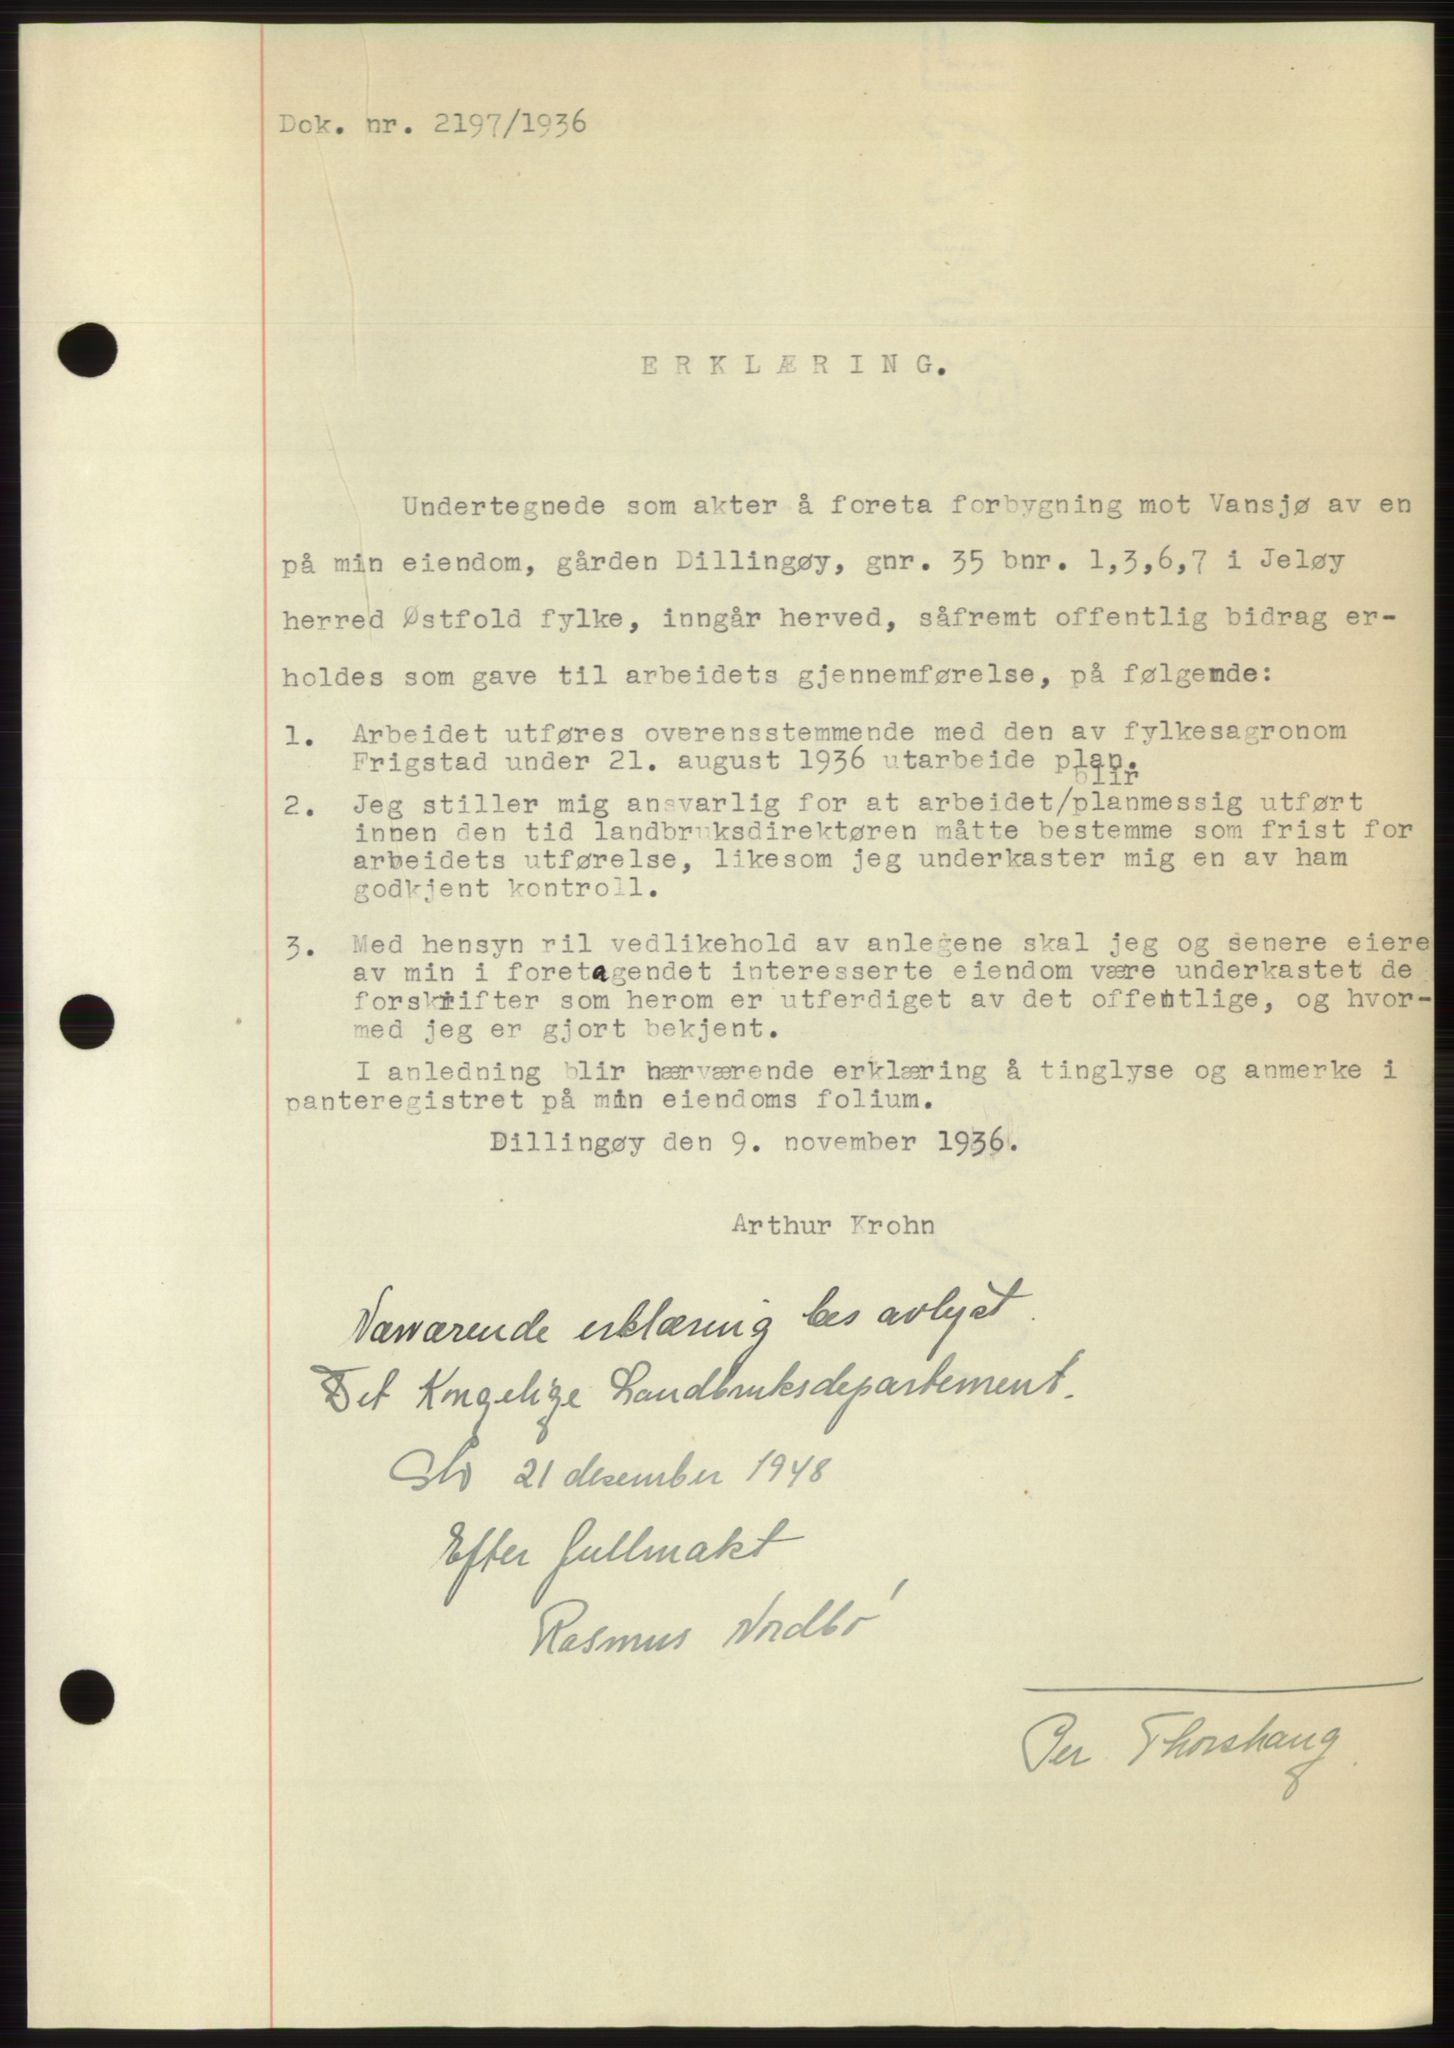 Dok. nr. 2197/1936
ERKLÆRING.
Undertegnede som akter å foreta forbygning mot Vansjø av en
på min eiendom, gården Dillingøy, gnr. 35 bnr. 1,3,6,7 i Jeløy
herred Østfold fylke, inngår herved, såfremt offentlig bidrag er-
holdes som gave til arbeidets gjennemførelse, på følgende:
1. Arbeidet utføres overensstemmende med den av fylkesagronom
Frigstad under 21. august 1936 utarbeide plan.
blir
2. Jeg stiller mig ansvarlig for at arbeidet/planmessig utført
innen den tid landbruksdirektøren måtte bestemme som frist for
arbeidets utførelse, likesom jeg underkaster mig en av ham
godkjent kontroll.
3. Med hensyn ril vedlikehold av anlegene skal jeg og senere eiere
av min i foretagendet interesserte eiendom være underkastet de
forskrifter som herom er utferdiget av det offentlige, og hvor-
med jeg er gjort bekjent.
I anledning blir nærværende erklæring å tinglyse og anmerke i
panteregistret på min eiendoms folium.
Dillingøy den 9. november 1936.
Arthur Krohn
Nærværende erklæring bes avlyst.
Det Kongelige Landbruksdepartement.
Oslo 21 desember 1948
Efter fullmakt
Rasmus Nordbø
Per Thorshaug